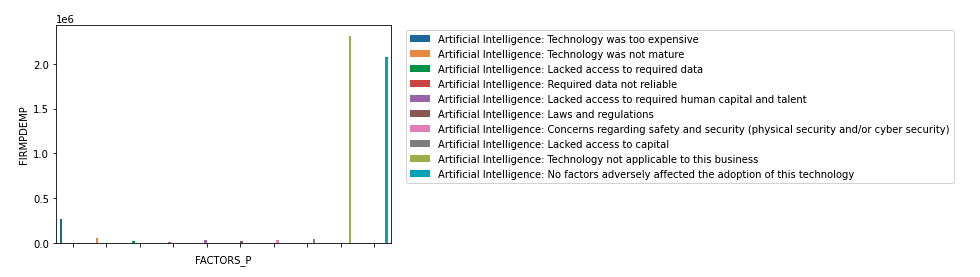 1e6
2.0
1.5
1.0
0.5
0.0
FIRMPDEMP
FACTORS_P
Artificial Intelligence: Technology was too expensive
Artificial Intelligence: Technology was not mature
Artificial Intelligence: Lacked access to required data
Artificial Intelligence: Required data not reliable
Artificial Intelligence: Lacked access to required human capital and talent
Artificial Intelligence: Laws and regulations
Artificial Intelligence: Concerns regarding safety and security (physical security and/or cyber security)
Artificial Intelligence: Lacked access to capital
Artificial Intelligence: Technology not applicable to this business
Artificial Intelligence: No factors adversely affected the adoption of this technology